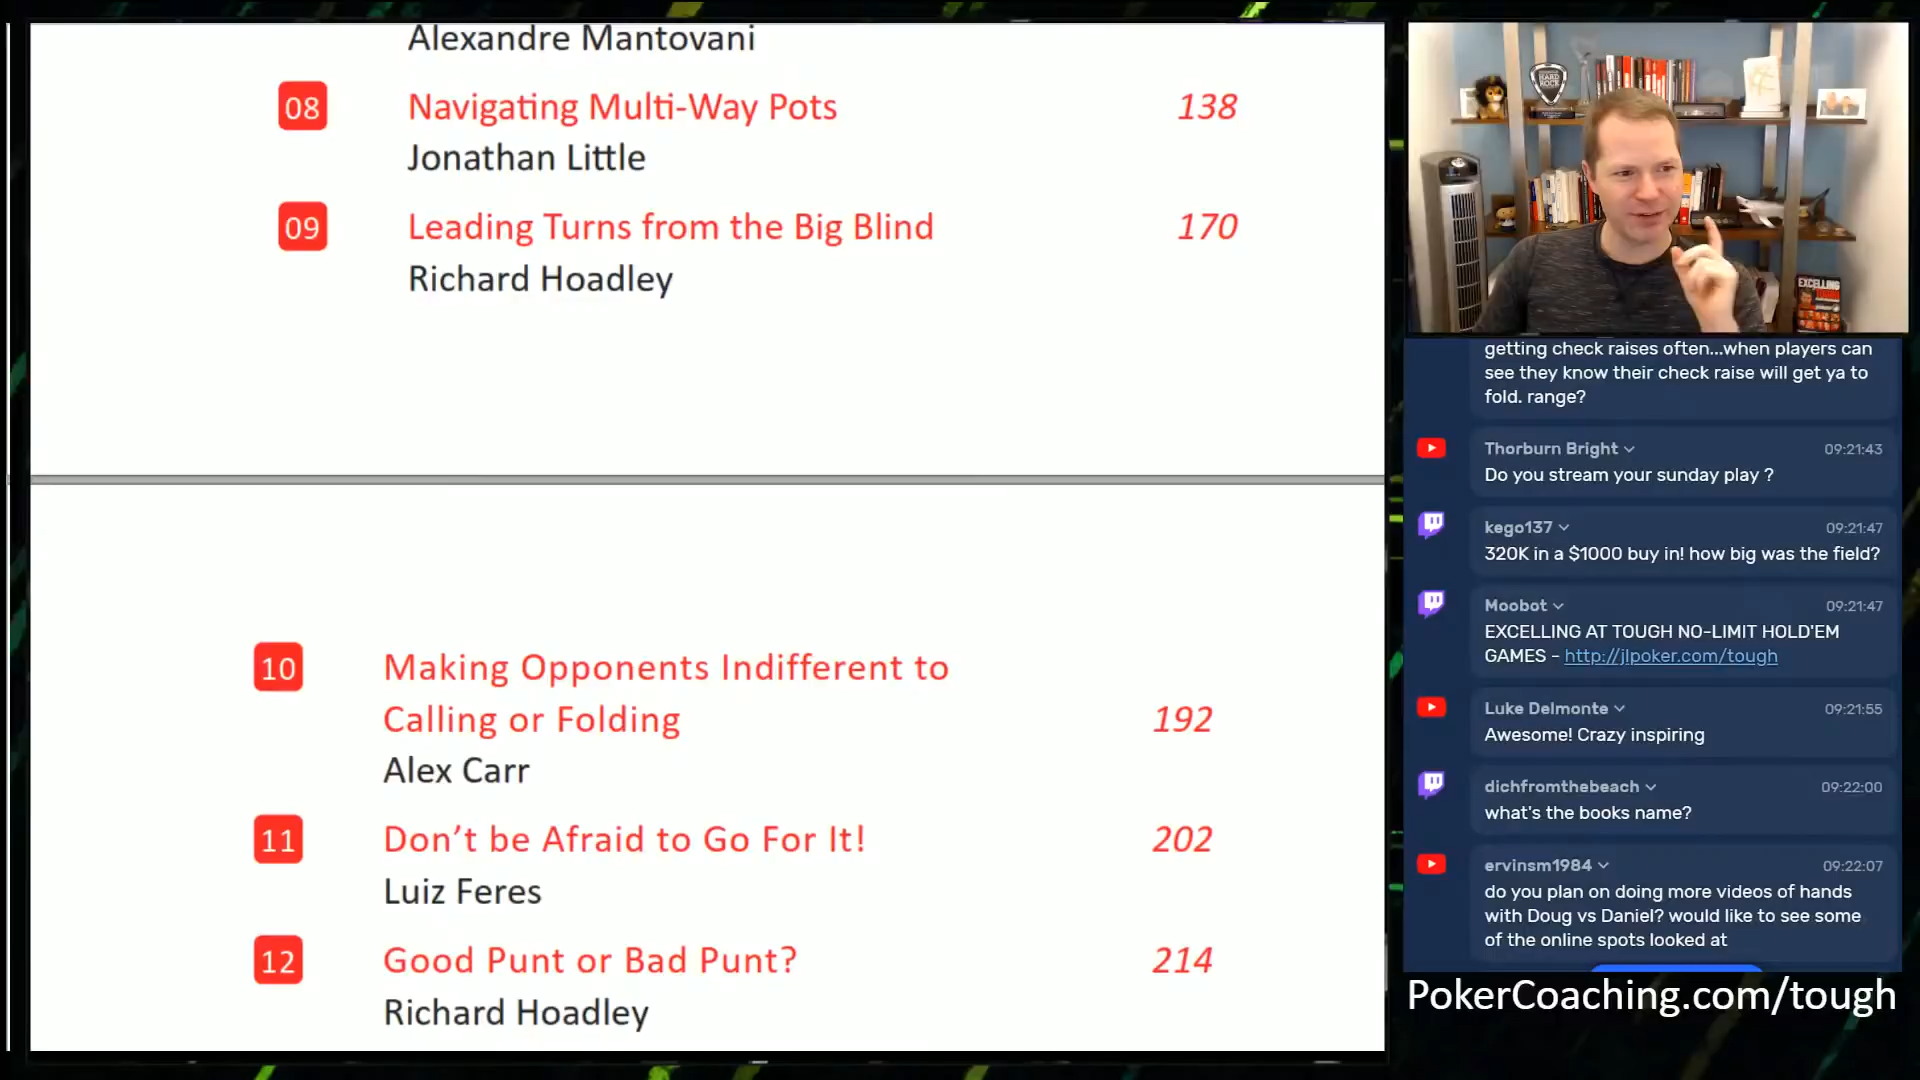 Alexandre Mantovani
08 Navigating Multi-Way Pots 138
Jonathan Little
09 Leading Turns from the Big Blind 170
Richard Hoadley
10 Making Opponents Indifferent to
Calling or Folding 192
Alex Carr
11 Don't be Afraid to Go For It! 202
Luiz Feres
12 Good Punt or Bad Punt? 214
Richard Hoadley
HARD
ROCK
EXCELLING
getting check raises often...when players can
see they know their check raise will get ya to
fold. range?
Thorburn Bright 09:21:43
Do you stream your sunday play ?
kego137 09:21:47
320K in a $1000 buy in! how big was the field?
Moobot 09:21:47
EXCELLING AT TOUGH NO-LIMIT HOLD'EM
GAMES - http://jlpoker.com/tough
Luke Delmonte 09:21:55
Awesome! Crazy inspiring
dichfromthebeach 09:22:00
what's the books name?
ervinsm1984 09:22:07
do you plan on doing more videos of hands
with Doug vs Daniel? would like to see some
of the online spots looked at
PokerCoaching.com/tough